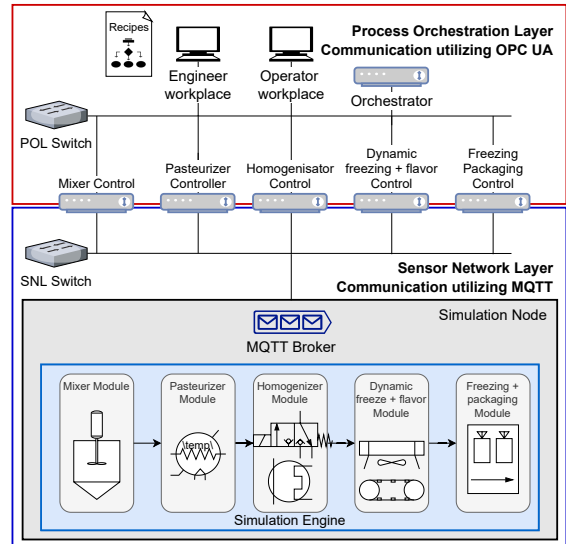 Recipes
Process Orchestration Layer
Communication utilizing OPC UA
Engineer
workplace
Operator
workplace
Orchestrator
POL Switch
Mixer Control
Pasteurizer
Controller
Homogenisator
Control
Dynamic
freezing + flavor
Control
Freezing
Packaging
Control
SNL Switch
Sensor Network Layer
Communication utilizing MQTT
Simulation Node
MQTT Broker
Mixer Module
Pasteurizer
Module
Homogenizer
Module
Dynamic
freeze + flavor
Module
Freezing +
packaging
Module
\temp\
Simulation Engine